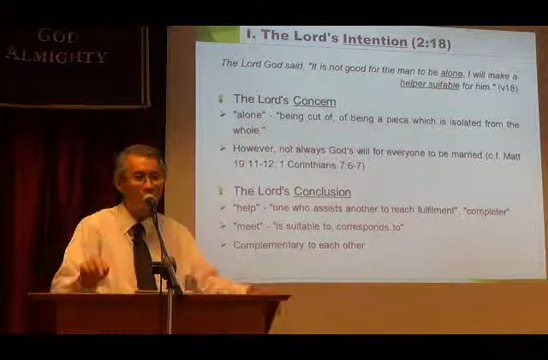 GOD
ALMIGHTY
I. The Lord's Intention (2:18)
The Lord God said, "It is not good for the man to be alone. I will make a
helper suitable for him." (v18)
The Lord's Concern
"alone" - "being cut of, of being a piece which is isolated from the
whole."
However, not always God's will for everyone to be married (c.f. Matt
19:11-12; 1 Corinthians 7:6-7)
The Lord's Conclusion
"help" - "one who assists another to reach fulfilment" "completer"
"meet" - "is suitable to, corresponds to"
Complementary to each other